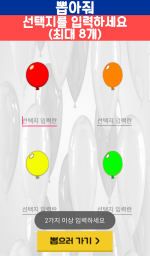 뽑아줘
선택지를 입력하세요
(최대 8개)
선택지 입력란
선택지 입력란
선택지 입력란
선택지 입력란
2가지 이상 입력하세요
뽑으러 가기 >